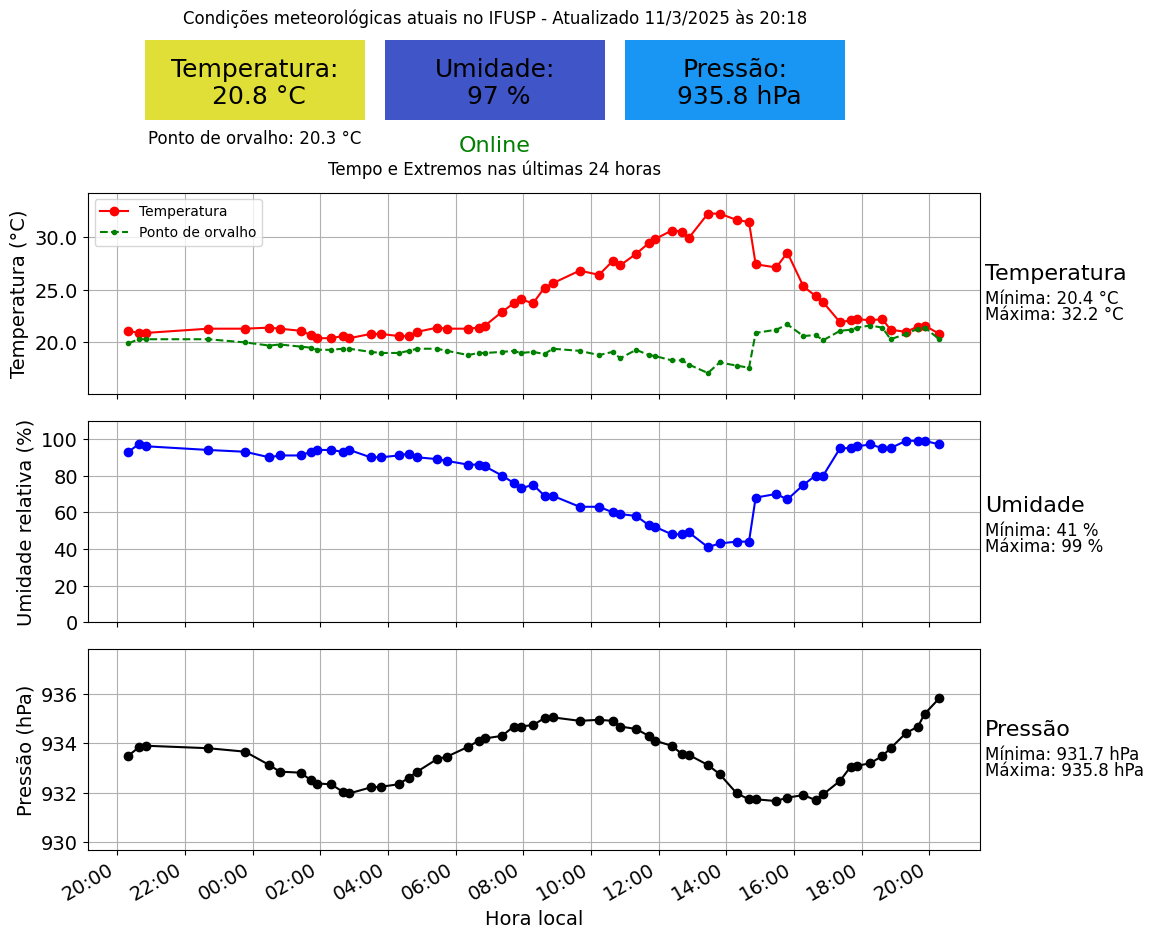 Condições meteorológicas atuais no IFUSP - Atualizado 11/3/2025 às 20:18
Temperatura:
20.8 °C
Umidade:
97 %
Pressão:
935.8 hPa
Ponto de orvalho: 20.3 °C
Online
Tempo e Extremos nas últimas 24 horas
Temperatura (°C)
30.0
25.0
20.0
Temperatura
Ponto de orvalho
Temperatura
Mínima: 20.4 °C
Máxima: 32.2 °C
Umidade relativa (%)
100
80
60
40
20
0
Umidade
Mínima: 41 %
Máxima: 99 %
Pressão (hPa)
936
934
932
930
Pressão
Mínima: 931.7 hPa
Máxima: 935.8 hPa
20:00 22:00 00:00 02:00 04:00 06:00 08:00 10:00 12:00 14:00 16:00 18:00 20:00
Hora local